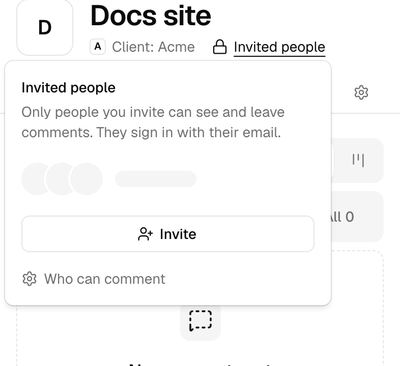 D
Docs site
A Client: Acme Invited people
Invited people
Only people you invite can see and leave
comments. They sign in with their email.
Invite
All 0
Who can comment